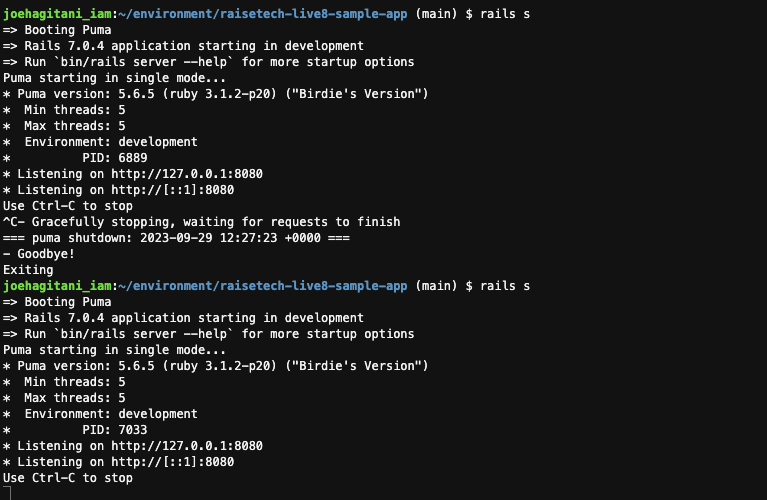 joehagitani_iam:~/environment/raisetech-live8-sample-app (main) $ rails s
=> Booting Puma
=> Rails 7.0.4 application starting in development
=> Run `bin/rails server --help` for more startup options
Puma starting in single mode...
* Puma version: 5.6.5 (ruby 3.1.2-p20) ("Birdie's Version")
*  Min threads: 5
*  Max threads: 5
*  Environment: development
*          PID: 6889
* Listening on http://127.0.0.1:8080
* Listening on http://[::1]:8080
Use Ctrl-C to stop
^C- Gracefully stopping, waiting for requests to finish
=== puma shutdown: 2023-09-29 12:27:23 +0000 ===
- Goodbye!
Exiting
joehagitani_iam:~/environment/raisetech-live8-sample-app (main) $ rails s
=> Booting Puma
=> Rails 7.0.4 application starting in development
=> Run `bin/rails server --help` for more startup options
Puma starting in single mode...
* Puma version: 5.6.5 (ruby 3.1.2-p20) ("Birdie's Version")
*  Min threads: 5
*  Max threads: 5
*  Environment: development
*          PID: 7033
* Listening on http://127.0.0.1:8080
* Listening on http://[::1]:8080
Use Ctrl-C to stop